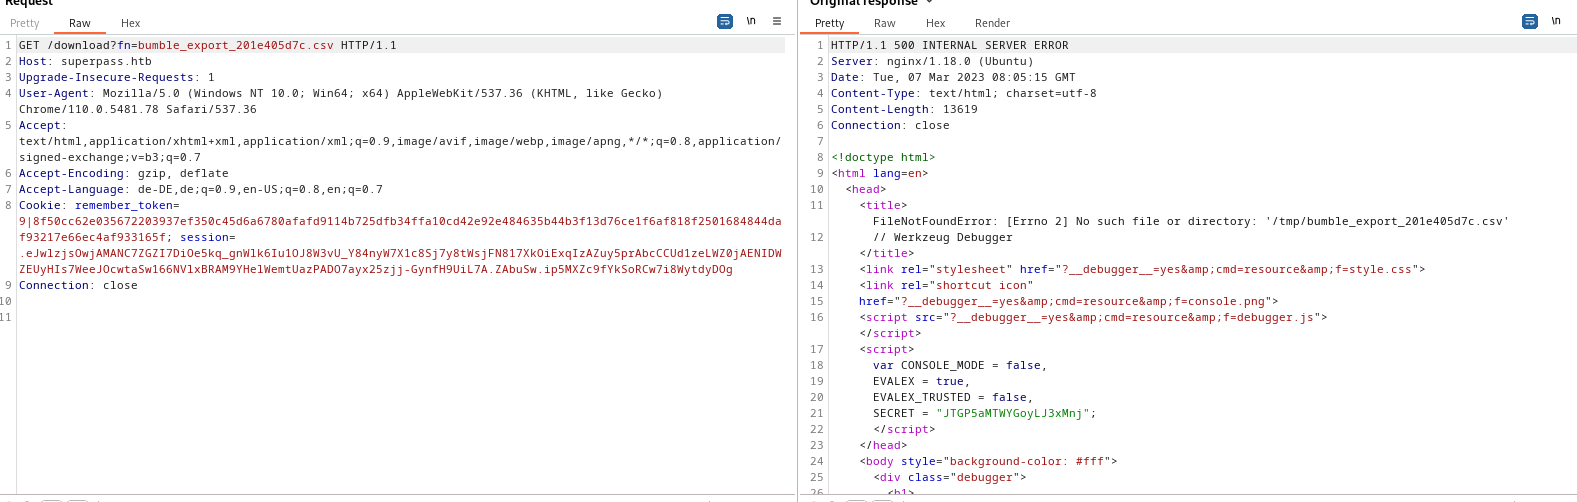 Request
Pretty Raw Hex
\n
1 GET /download?fn=bumble_export_201e405d7c.csv HTTP/1.1
2 Host: superpass.htb
3 Upgrade-Insecure-Requests: 1
4 User-Agent: Mozilla/5.0 (Windows NT 10.0; Win64; x64) AppleWebKit/537.36 (KHTML, like Gecko)
Chrome/110.0.5481.78 Safari/537.36
5 Accept:
text/html,application/xhtml+xml,application/xml;q=0.9,image/avif,image/webp,image/apng,*/*;q=0.8,application/
signed-exchange;v=b3;q=0.7
6 Accept-Encoding: gzip, deflate
7 Accept-Language: de-DE,de;q=0.9,en-US;q=0.8,en;q=0.7
8 Cookie: remember_token=
9|8f50cc62e035672203937ef350c45d6a6780afafd9114b725dfb34ffa10cd42e92e484635b44b3f13d76ce1f6af818f2501684844da
f93217e66ec4af933165f; session=
.eJwlzjsOwjAMANC7ZGZI7DiOe5kq_gnWlk6Iu1OJ8W3vU_Y84nyW7X1c8Sj7y8tWsjFN817XkOiExqIzAZuy5prAbcCCUd1zeLWZ0jAENIDW
ZEUyHIs7WeeJOcwtaSw166NV1xBRAM9YHelWemtUazPADO7ayx25zjj-GynfH9UiL7A.ZAbuSw.ip5MXZc9fYkSoRCw7i8WytdyDOg
9 Connection: close
10
11
Original response
Pretty Raw Hex Render
\n
1 HTTP/1.1 500 INTERNAL SERVER ERROR
2 Server: nginx/1.18.0 (Ubuntu)
3 Date: Tue, 07 Mar 2023 08:05:15 GMT
4 Content-Type: text/html; charset=utf-8
5 Content-Length: 13619
6 Connection: close
7
8 <!doctype html>
9 <html lang=en>
10 <head>
11 <title>
FileNotFoundError: [Errno 2] No such file or directory: '/tmp/bumble_export_201e405d7c.csv'
12 // Werkzeug Debugger
</title>
13 <link rel="stylesheet" href="?__debugger__=yes&amp;cmd=resource&amp;f=style.css">
14 <link rel="shortcut icon"
15 href="?__debugger__=yes&amp;cmd=resource&amp;f=console.png">
16 <script src="?__debugger__=yes&amp;cmd=resource&amp;f=debugger.js">
</script>
17 <script>
18 var CONSOLE_MODE = false,
19 EVALEX = true,
20 EVALEX_TRUSTED = false,
21 SECRET = "JTGP5aMTWYGoyLJ3xMnj";
22 </script>
23 </head>
24 <body style="background-color: #fff">
25 <div class="debugger">
26 <h1>